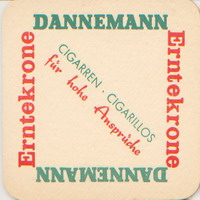 DANNEMANN
Erntekrone
CIGARREN · CIGARILLOS
für hohe Ansprüche
Erntekrone
DANNEMANN